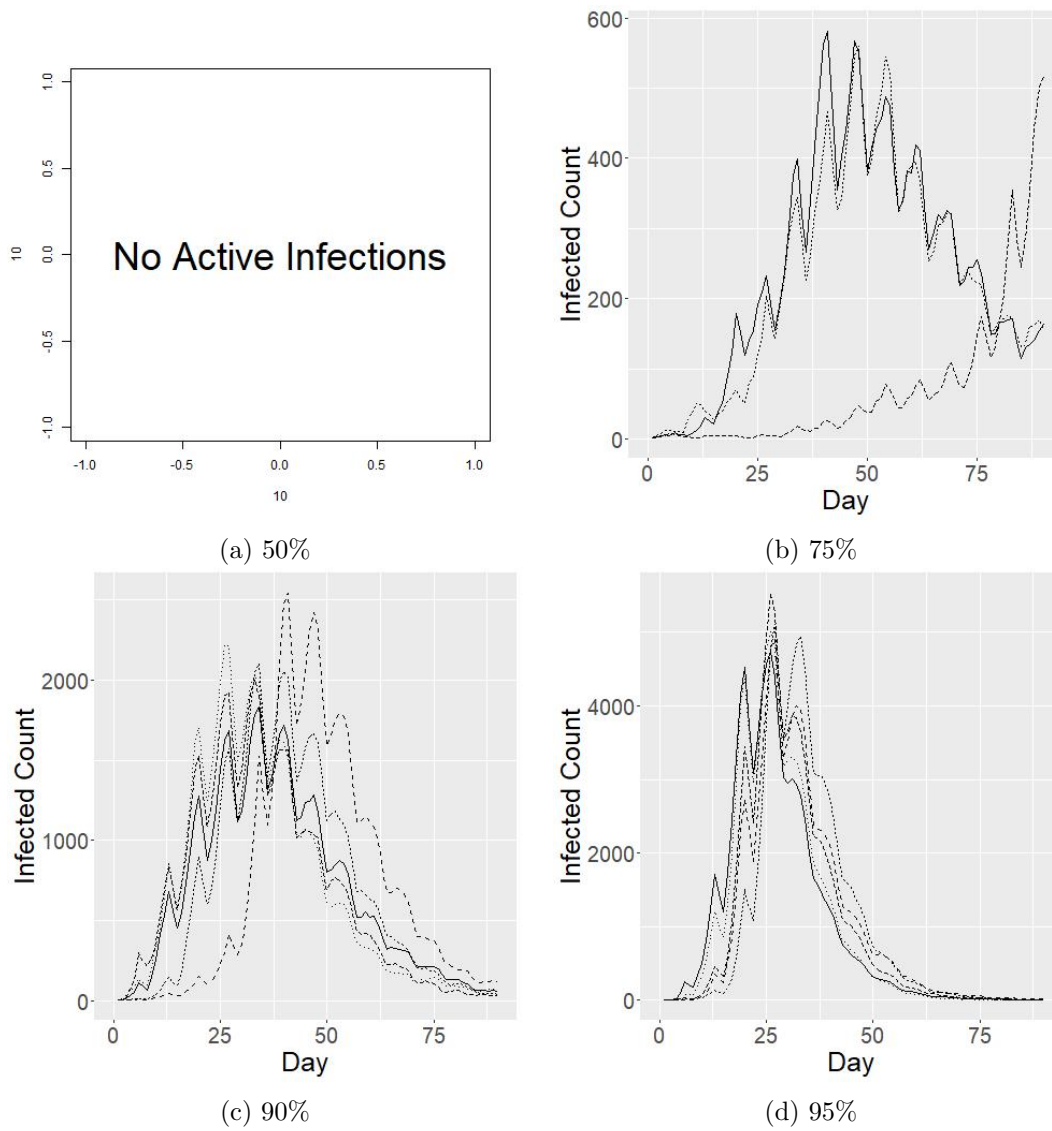 1.0
0.5
0.0
-0.5
-1.0
10
No Active Infections
-1.0 -0.5 0.0 0.5 1.0
10
(a) 50%
600
400
200
0
Infected Count
25 50 75
0
Day
(b) 75%
2000
1000
0
Infected Count
0 25 50 75
Day
(c) 90%
4000
2000
0
Infected Count
0 25 50 75
Day
(d) 95%